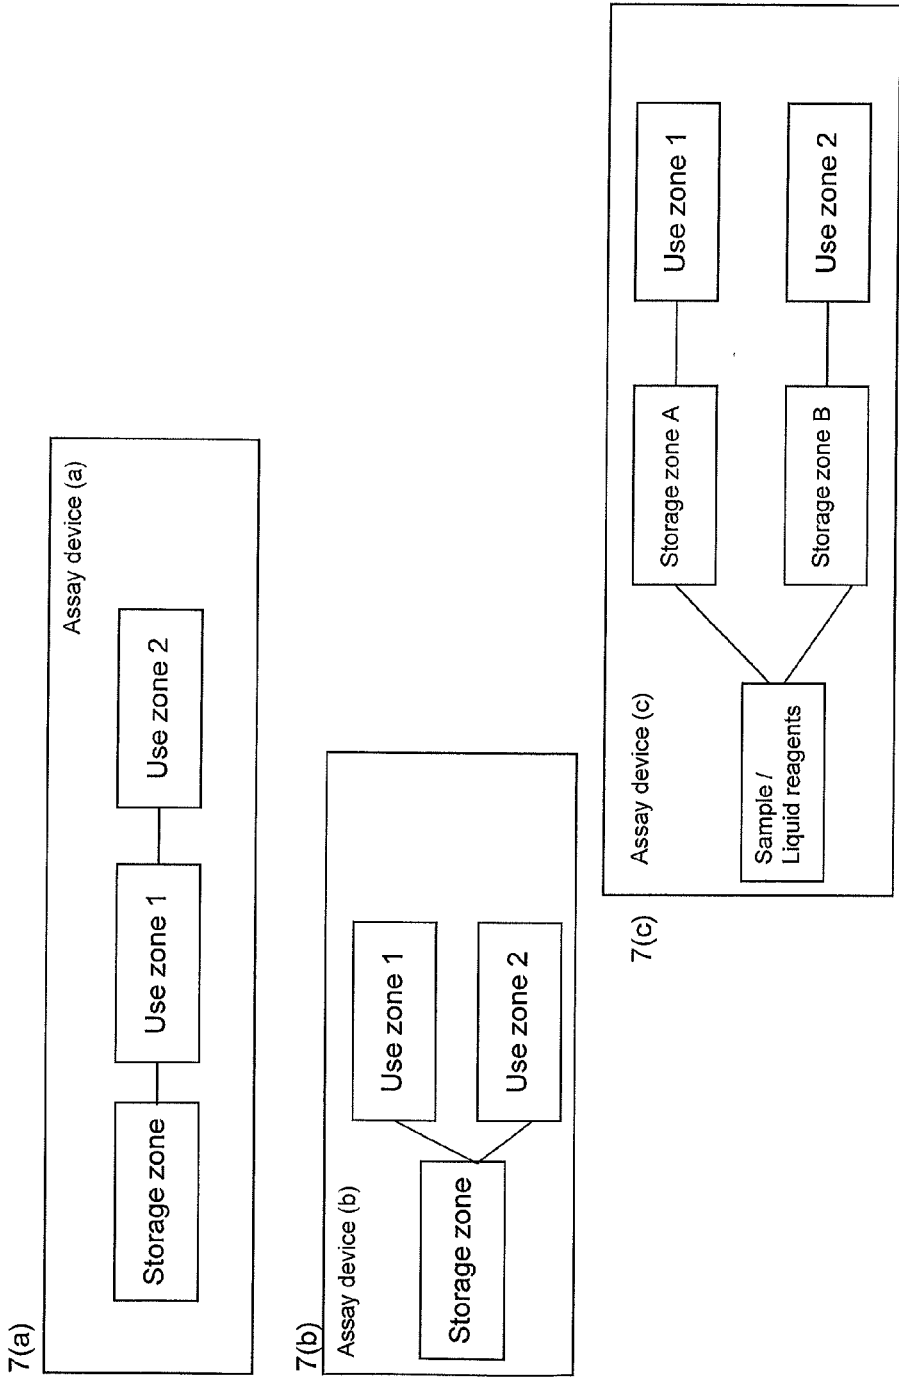 7(a)
Assay device (a)
Storage zone
Use zone 1
Use zone 2
7(b)
Assay device (b)
Storage zone
Use zone 1
Use zone 2
7(c)
Assay device (c)
Sample /
Liquid reagents
Storage zone A
Use zone 1
Storage zone B
Use zone 2